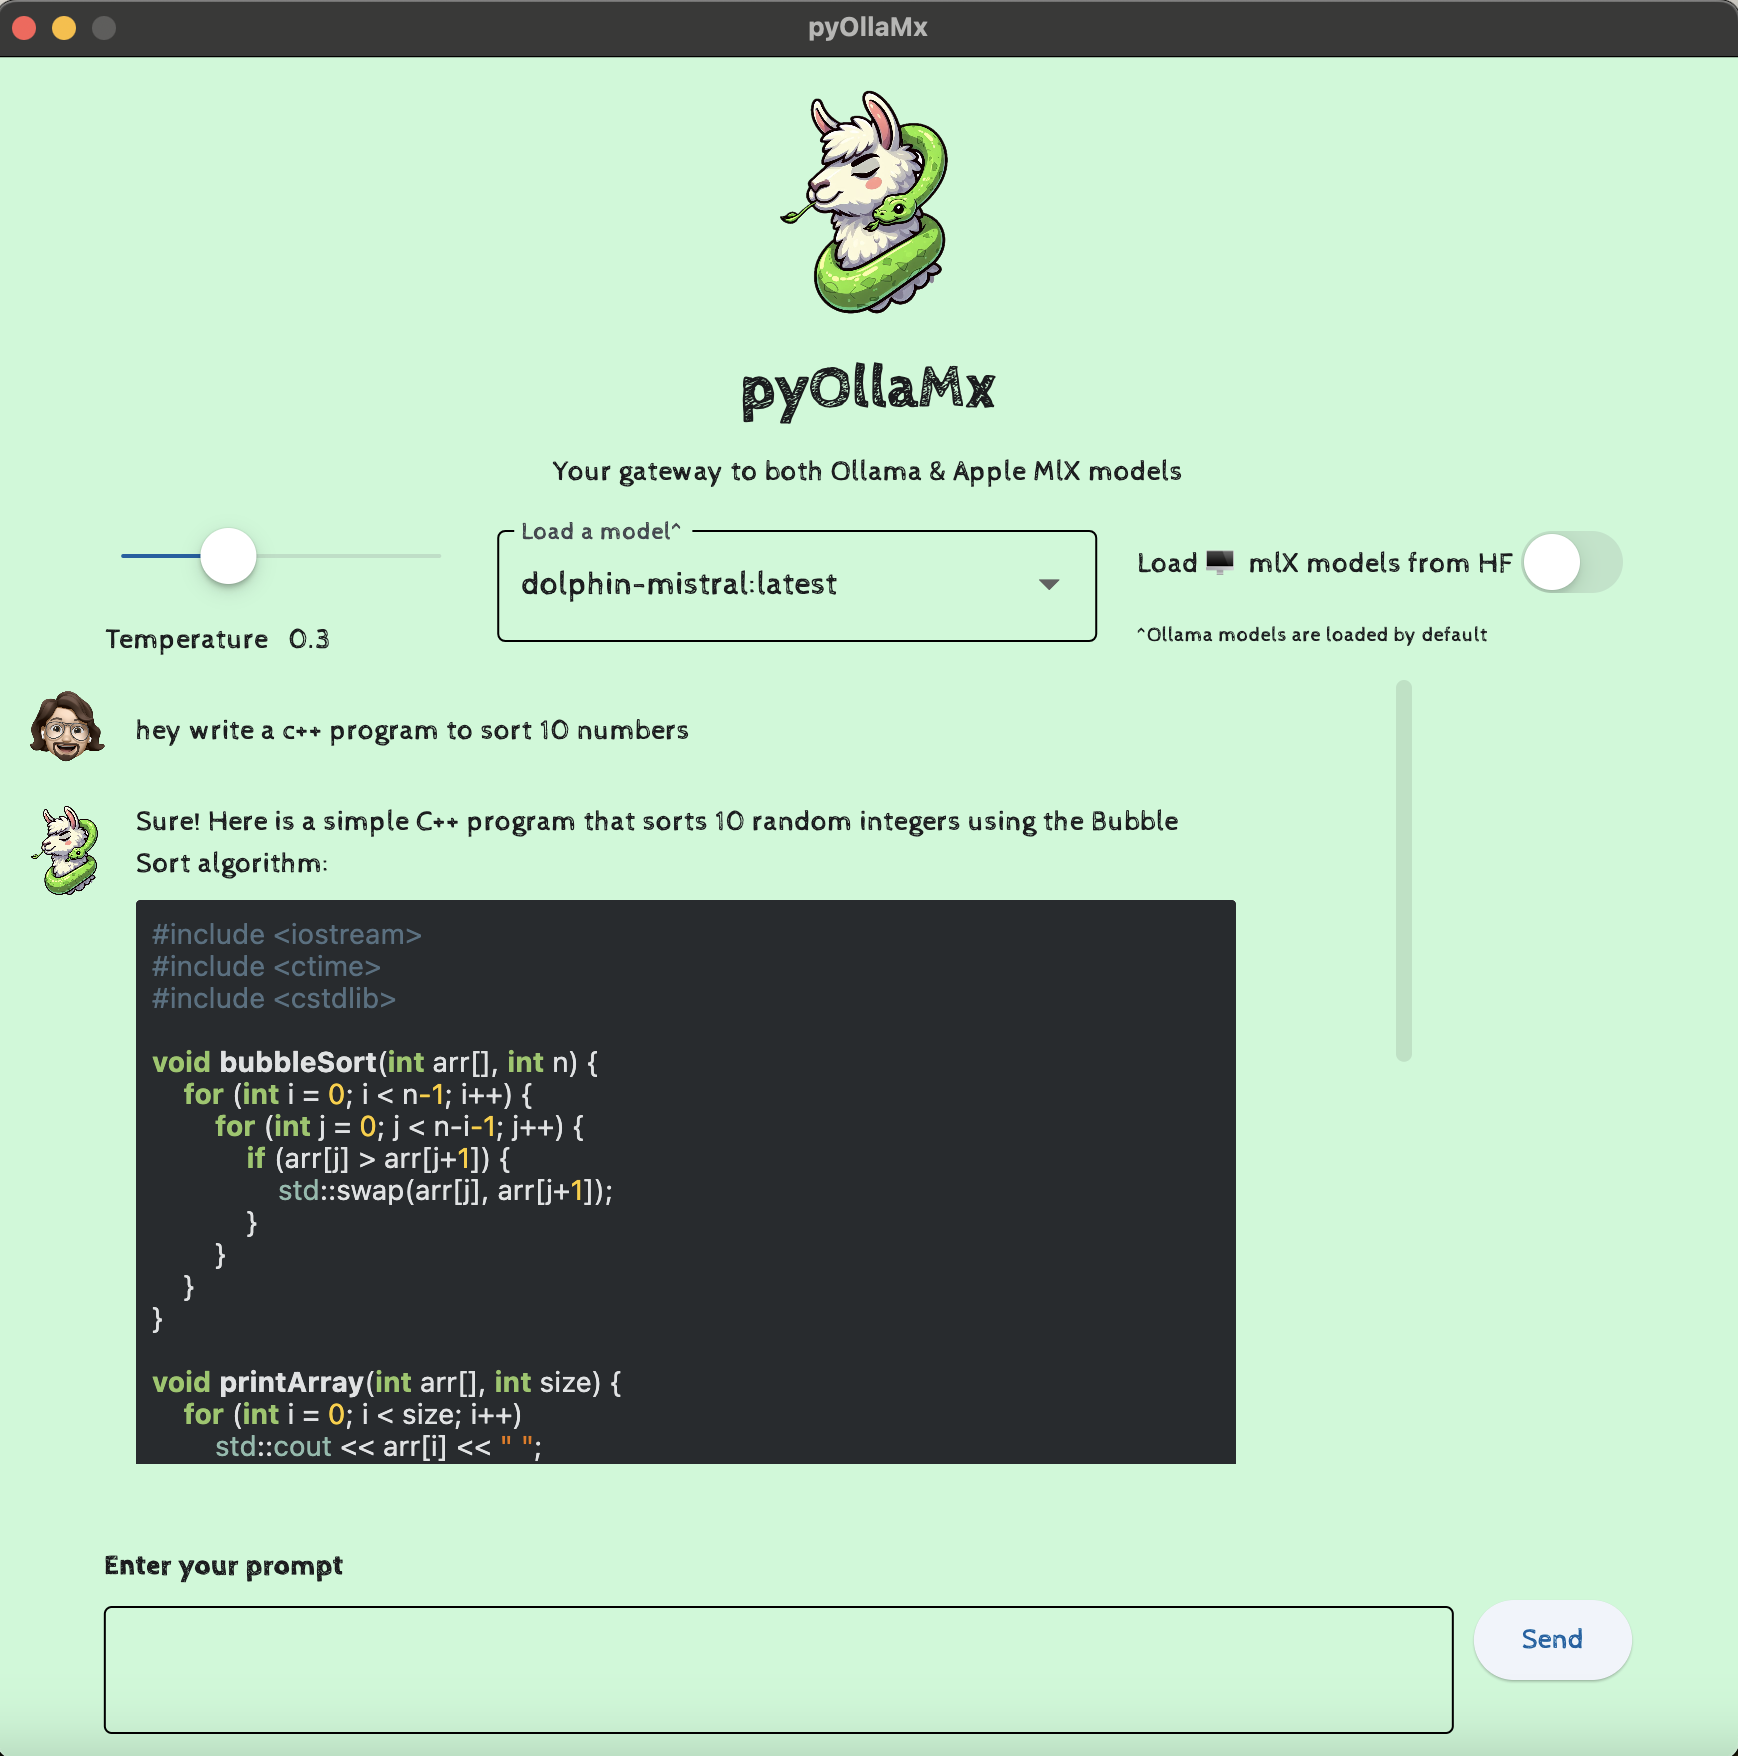 pyOllaMx
pyOllaMx
Your gateway to both Ollama & Apple MlX models
Load a model^
dolphin-mistral:latest
Load 🖥️ mlX models from HF
Temperature 0.3
^Ollama models are loaded by default
hey write a c++ program to sort 10 numbers
Sure! Here is a simple C++ program that sorts 10 random integers using the Bubble
Sort algorithm:
#include <iostream>
#include <ctime>
#include <cstdlib>
void bubbleSort(int arr[], int n) {
for (int i = 0; i < n-1; i++) {
for (int j = 0; j < n-i-1; j++) {
if (arr[j] > arr[j+1]) {
std::swap(arr[j], arr[j+1]);
}
}
}
}
void printArray(int arr[], int size) {
for (int i = 0; i < size; i++)
std::cout << arr[i] << " ";
Enter your prompt
Send